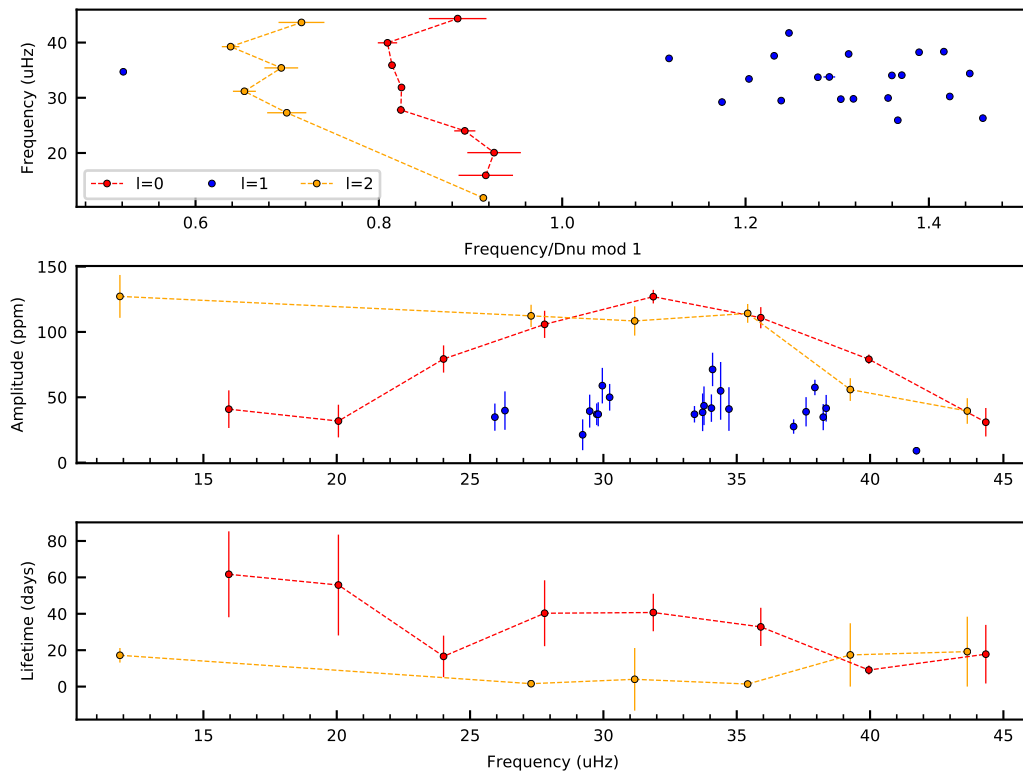 Frequency (uHz)
40
30
20
l=0 l=1 l=2
0.6 0.8 1.0 1.2 1.4
Frequency/Dnu mod 1
Amplitude (ppm)
150
100
50
0
15 20 25 30 35 40 45
Lifetime (days)
80
60
40
20
0
15 20 25 30 35 40 45
Frequency (uHz)